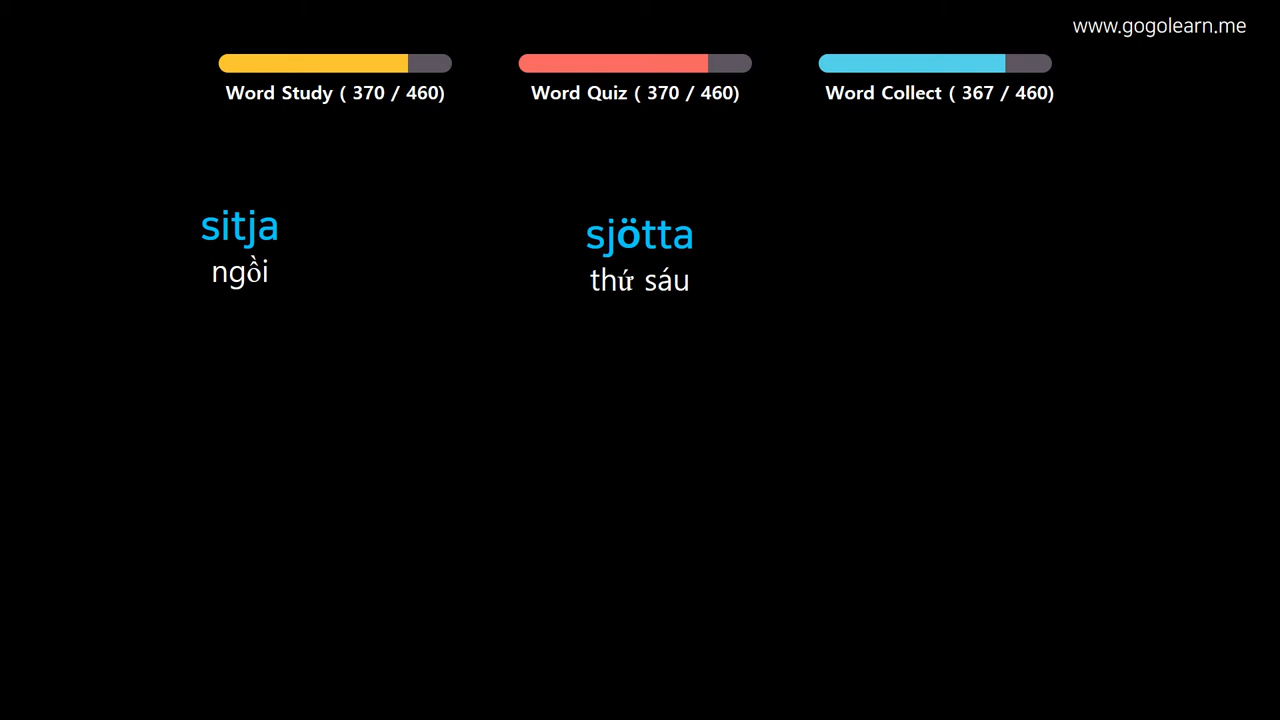 www.gogolearn.me
Word Study ( 370 / 460)
Word Quiz ( 370 / 460)
Word Collect ( 367 / 460)
sitja
ngồi
sjötta
thứ sáu